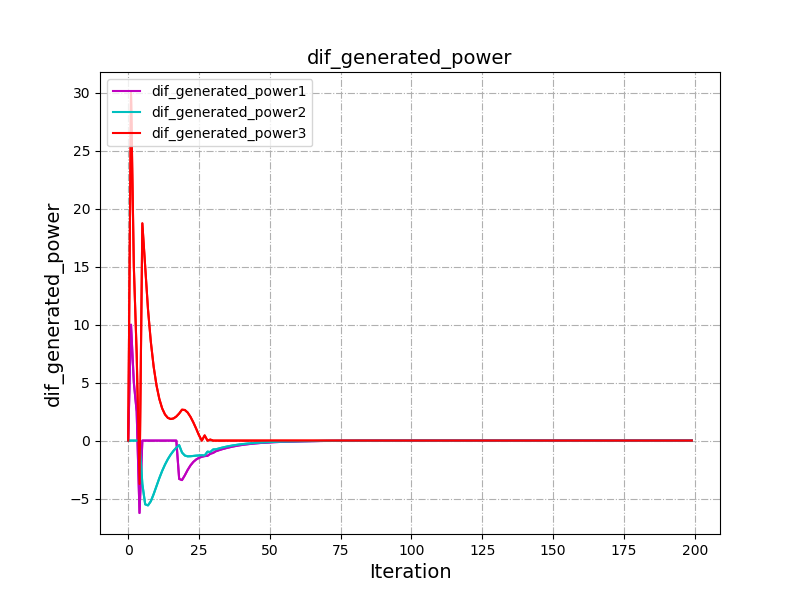 dif_generated_power
dif_generated_power1
dif_generated_power2
dif_generated_power3
dif_generated_power
30
25
20
15
10
5
0
−5
0 25 50 75 100 125 150 175 200
Iteration